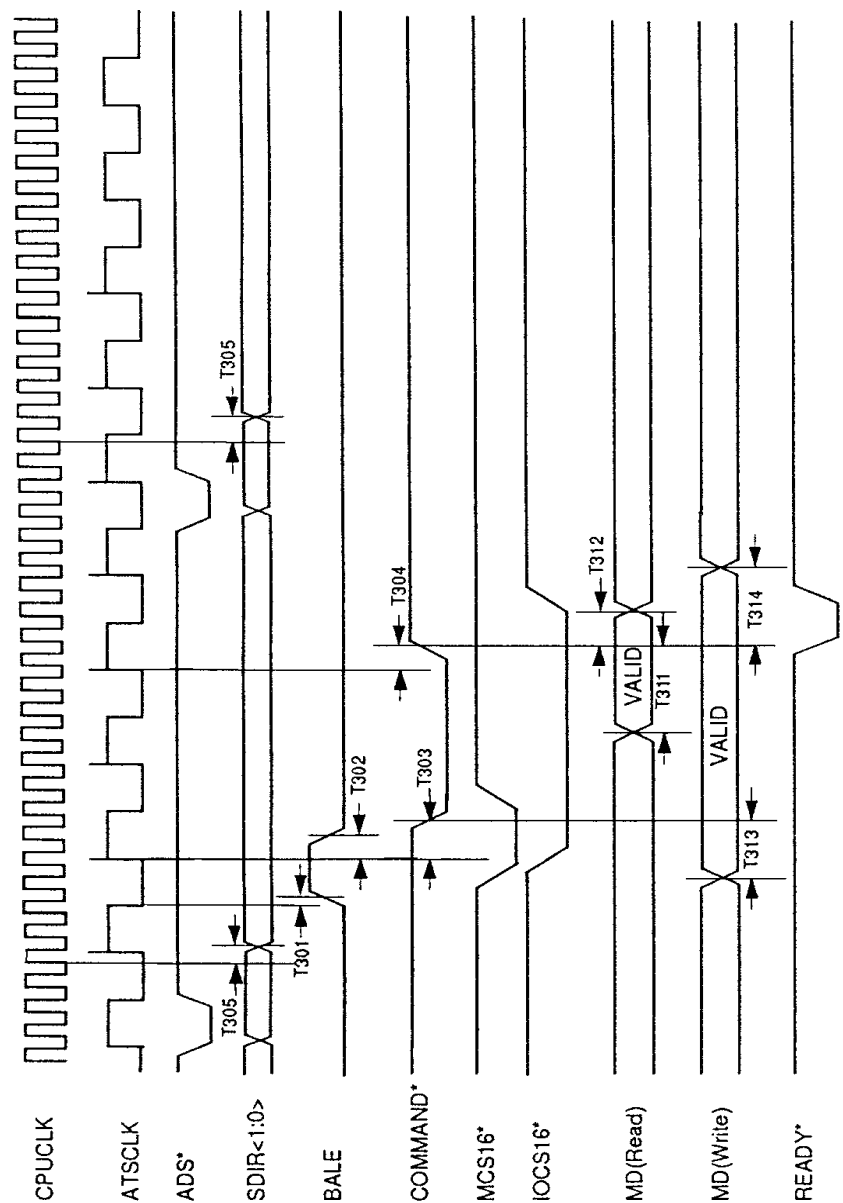 CPUCLK
ATSCLK
ADS*
SDIR<1:0>
T305
T305
BALE
T301
T302
COMMAND*
T303
T304
MCS16*
IOCS16*
MD(Read)
VALID
T311
T312
MD(Write)
VALID
T313
T314
READY*